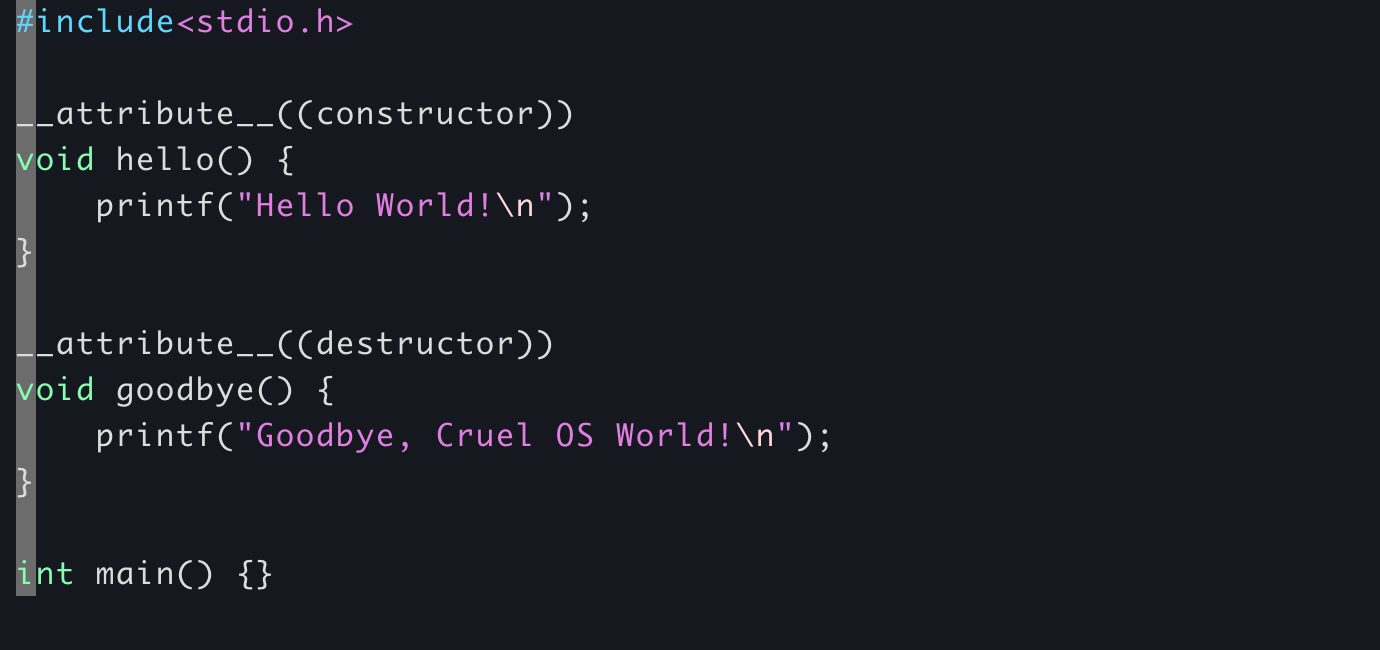 #include<stdio.h>
__attribute__((constructor))
void hello() {
    printf("Hello World!\n");
}
__attribute__((destructor))
void goodbye() {
    printf("Goodbye, Cruel OS World!\n");
}
int main() {}